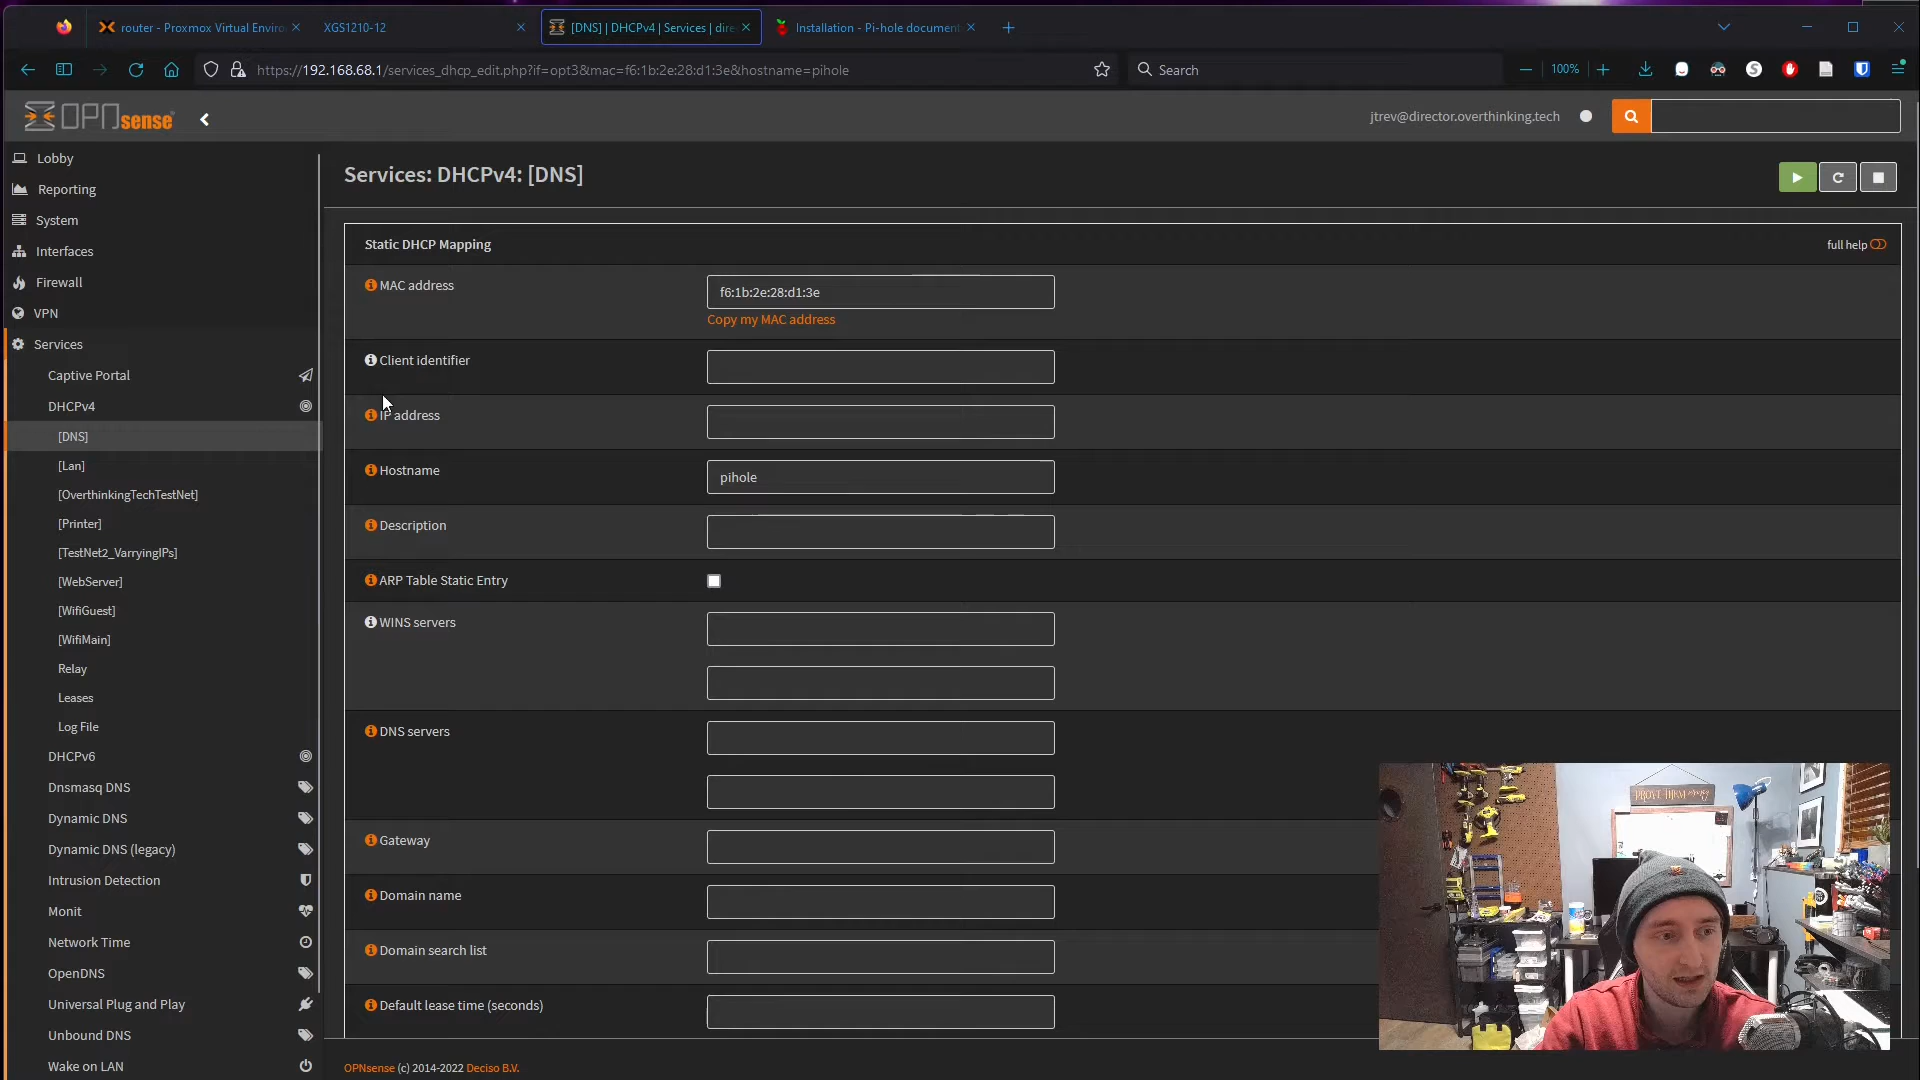 router - Proxmox Virtual Enviro
XGS1210-12
[DNS] | DHCPv4 | Services | dire
Installation - Pi-hole document
https://192.168.68.1/services_dhcp_edit.php?if=opt3&mac=f6:1b:2e:28:d1:3e&hostname=pihole
Search
100%
OPNsense
jtrev@director.overthinking.tech
Lobby
Reporting
System
Interfaces
Firewall
VPN
Services
Captive Portal
DHCPv4
[DNS]
[Lan]
[OverthinkingTechTestNet]
[Printer]
[TestNet2_VarryingIPs]
[WebServer]
[WifiGuest]
[WifiMain]
Relay
Leases
Log File
DHCPv6
Dnsmasq DNS
Dynamic DNS
Dynamic DNS (legacy)
Intrusion Detection
Monit
Network Time
OpenDNS
Universal Plug and Play
Unbound DNS
Wake on LAN
Services: DHCPv4: [DNS]
Static DHCP Mapping
full help
MAC address
f6:1b:2e:28:d1:3e
Copy my MAC address
Client identifier
IP address
Hostname
pihole
Description
ARP Table Static Entry
WINS servers
DNS servers
Gateway
Domain name
Domain search list
Default lease time (seconds)
OPNsense (c) 2014-2022 Deciso B.V.